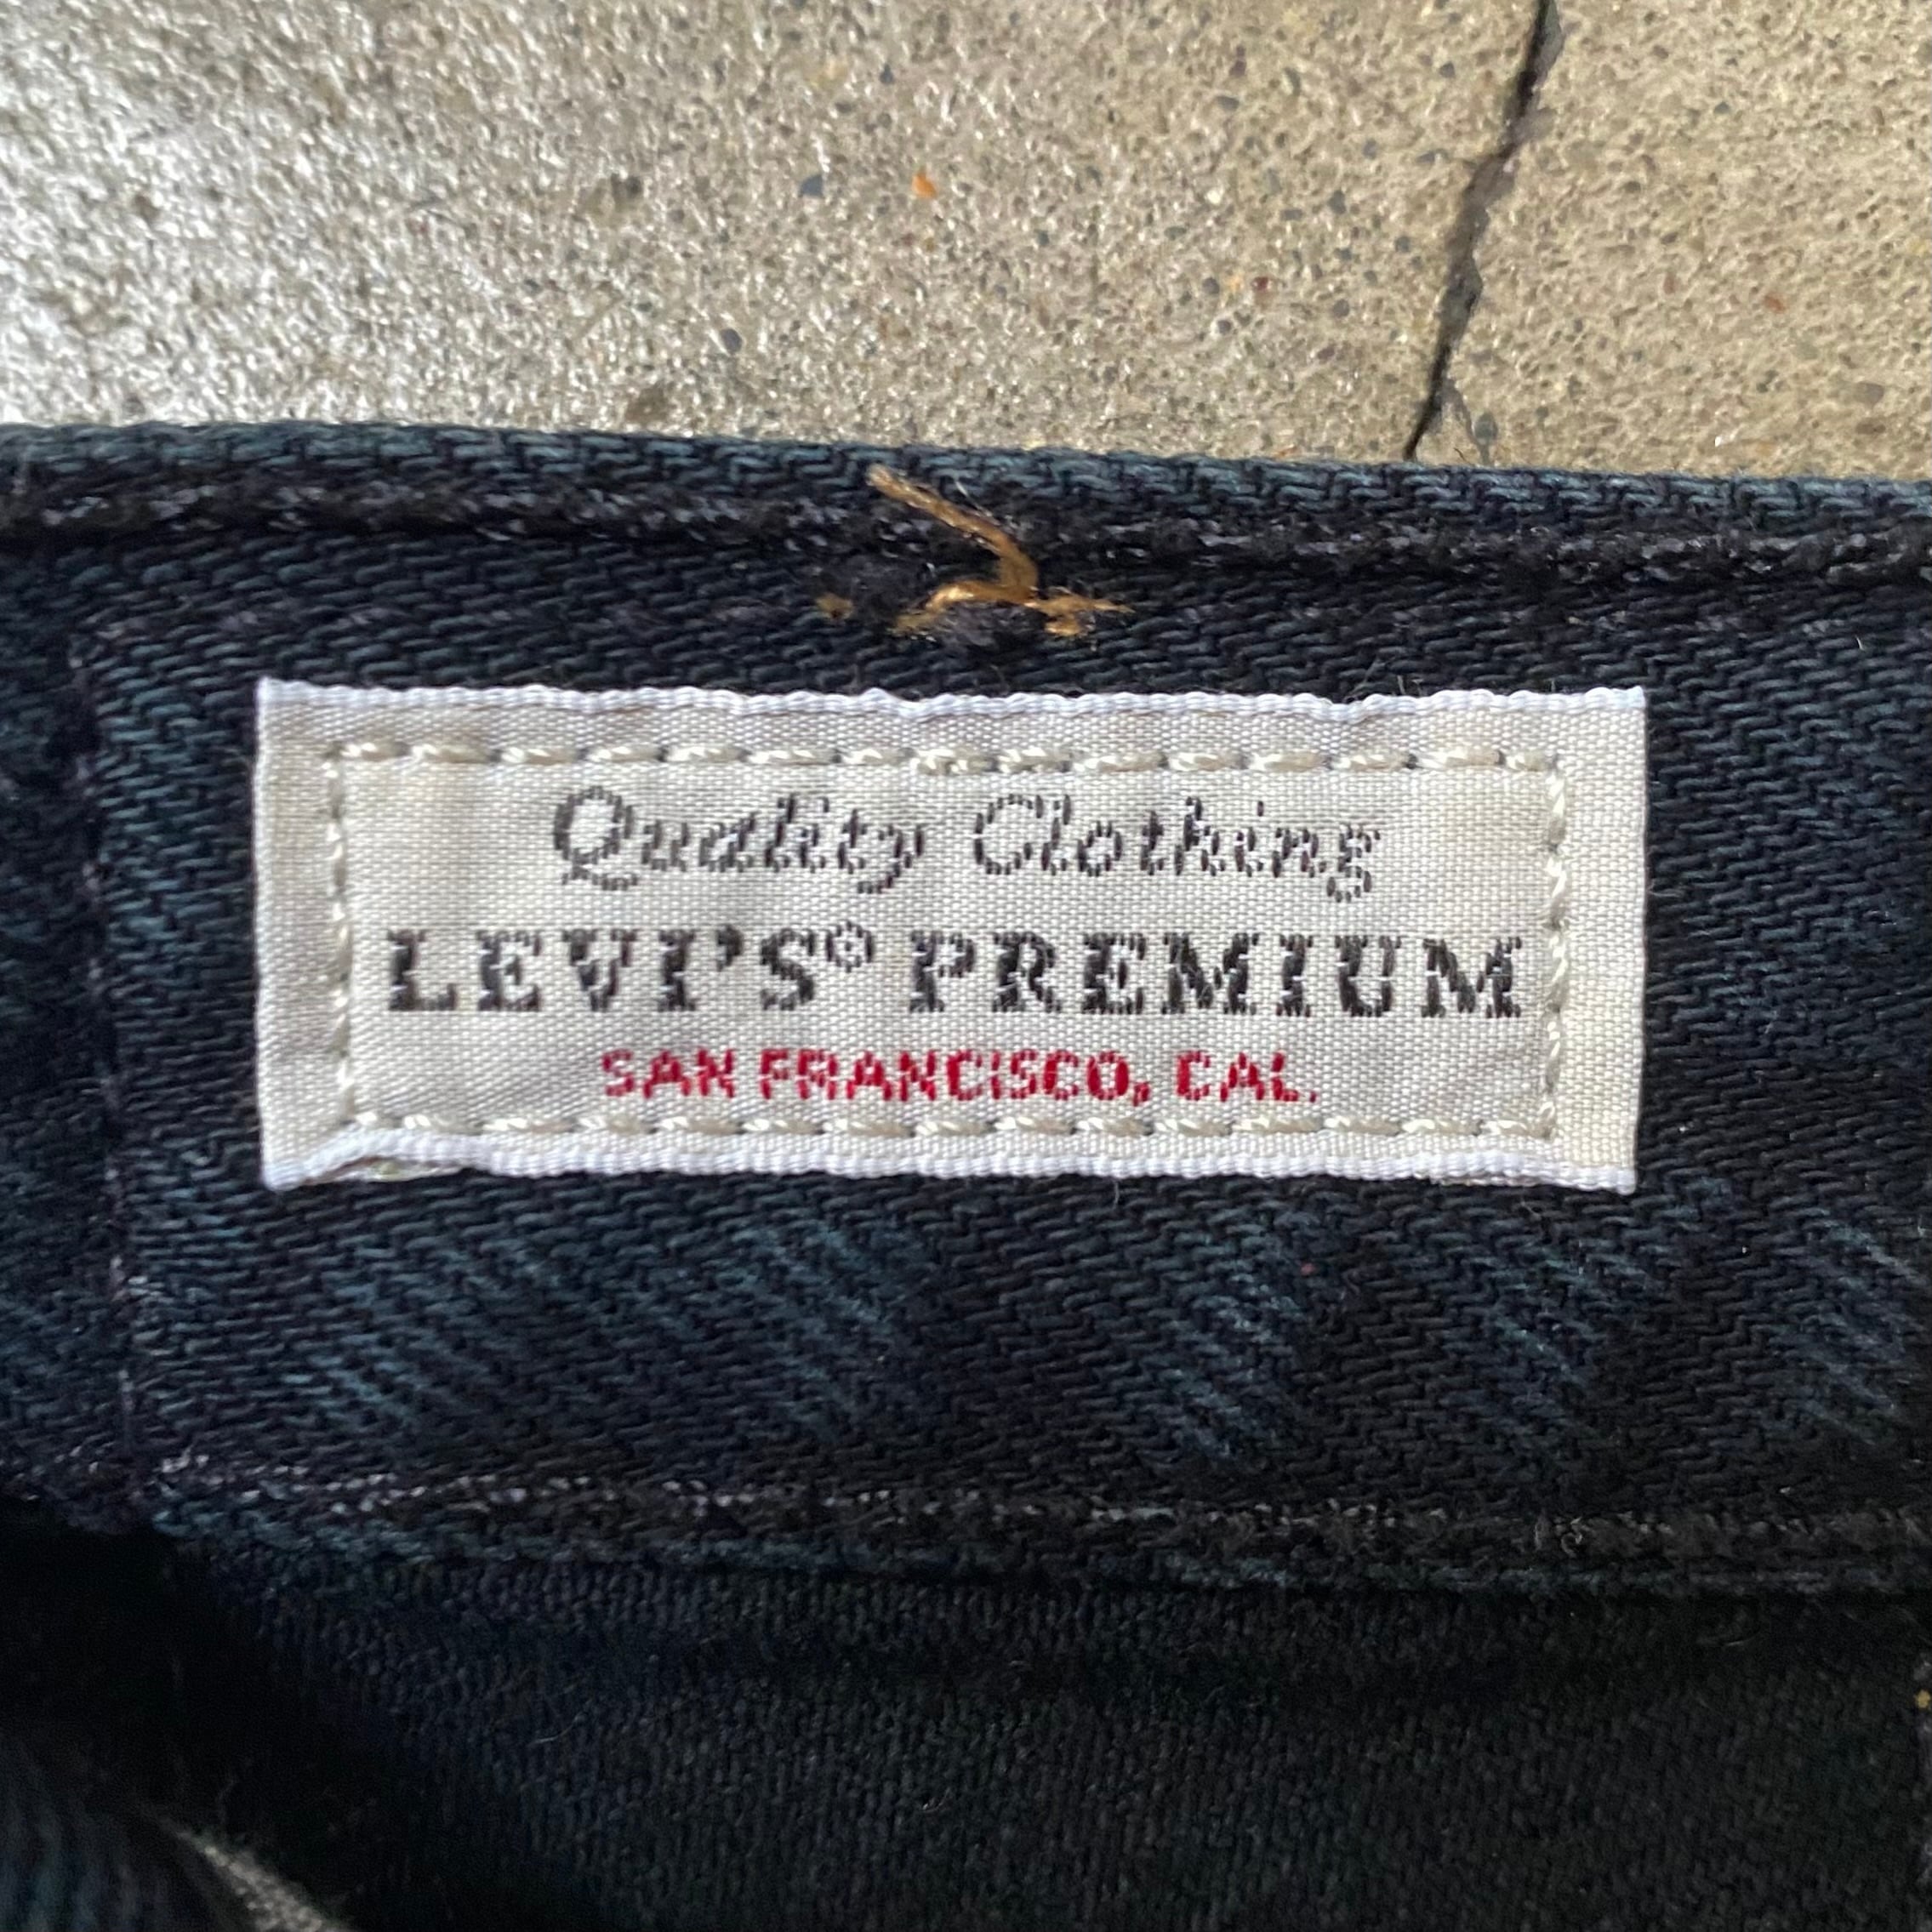 Quality Clothing
LEVI'S® PREMIUM
SAN FRANCISCO, CAL.